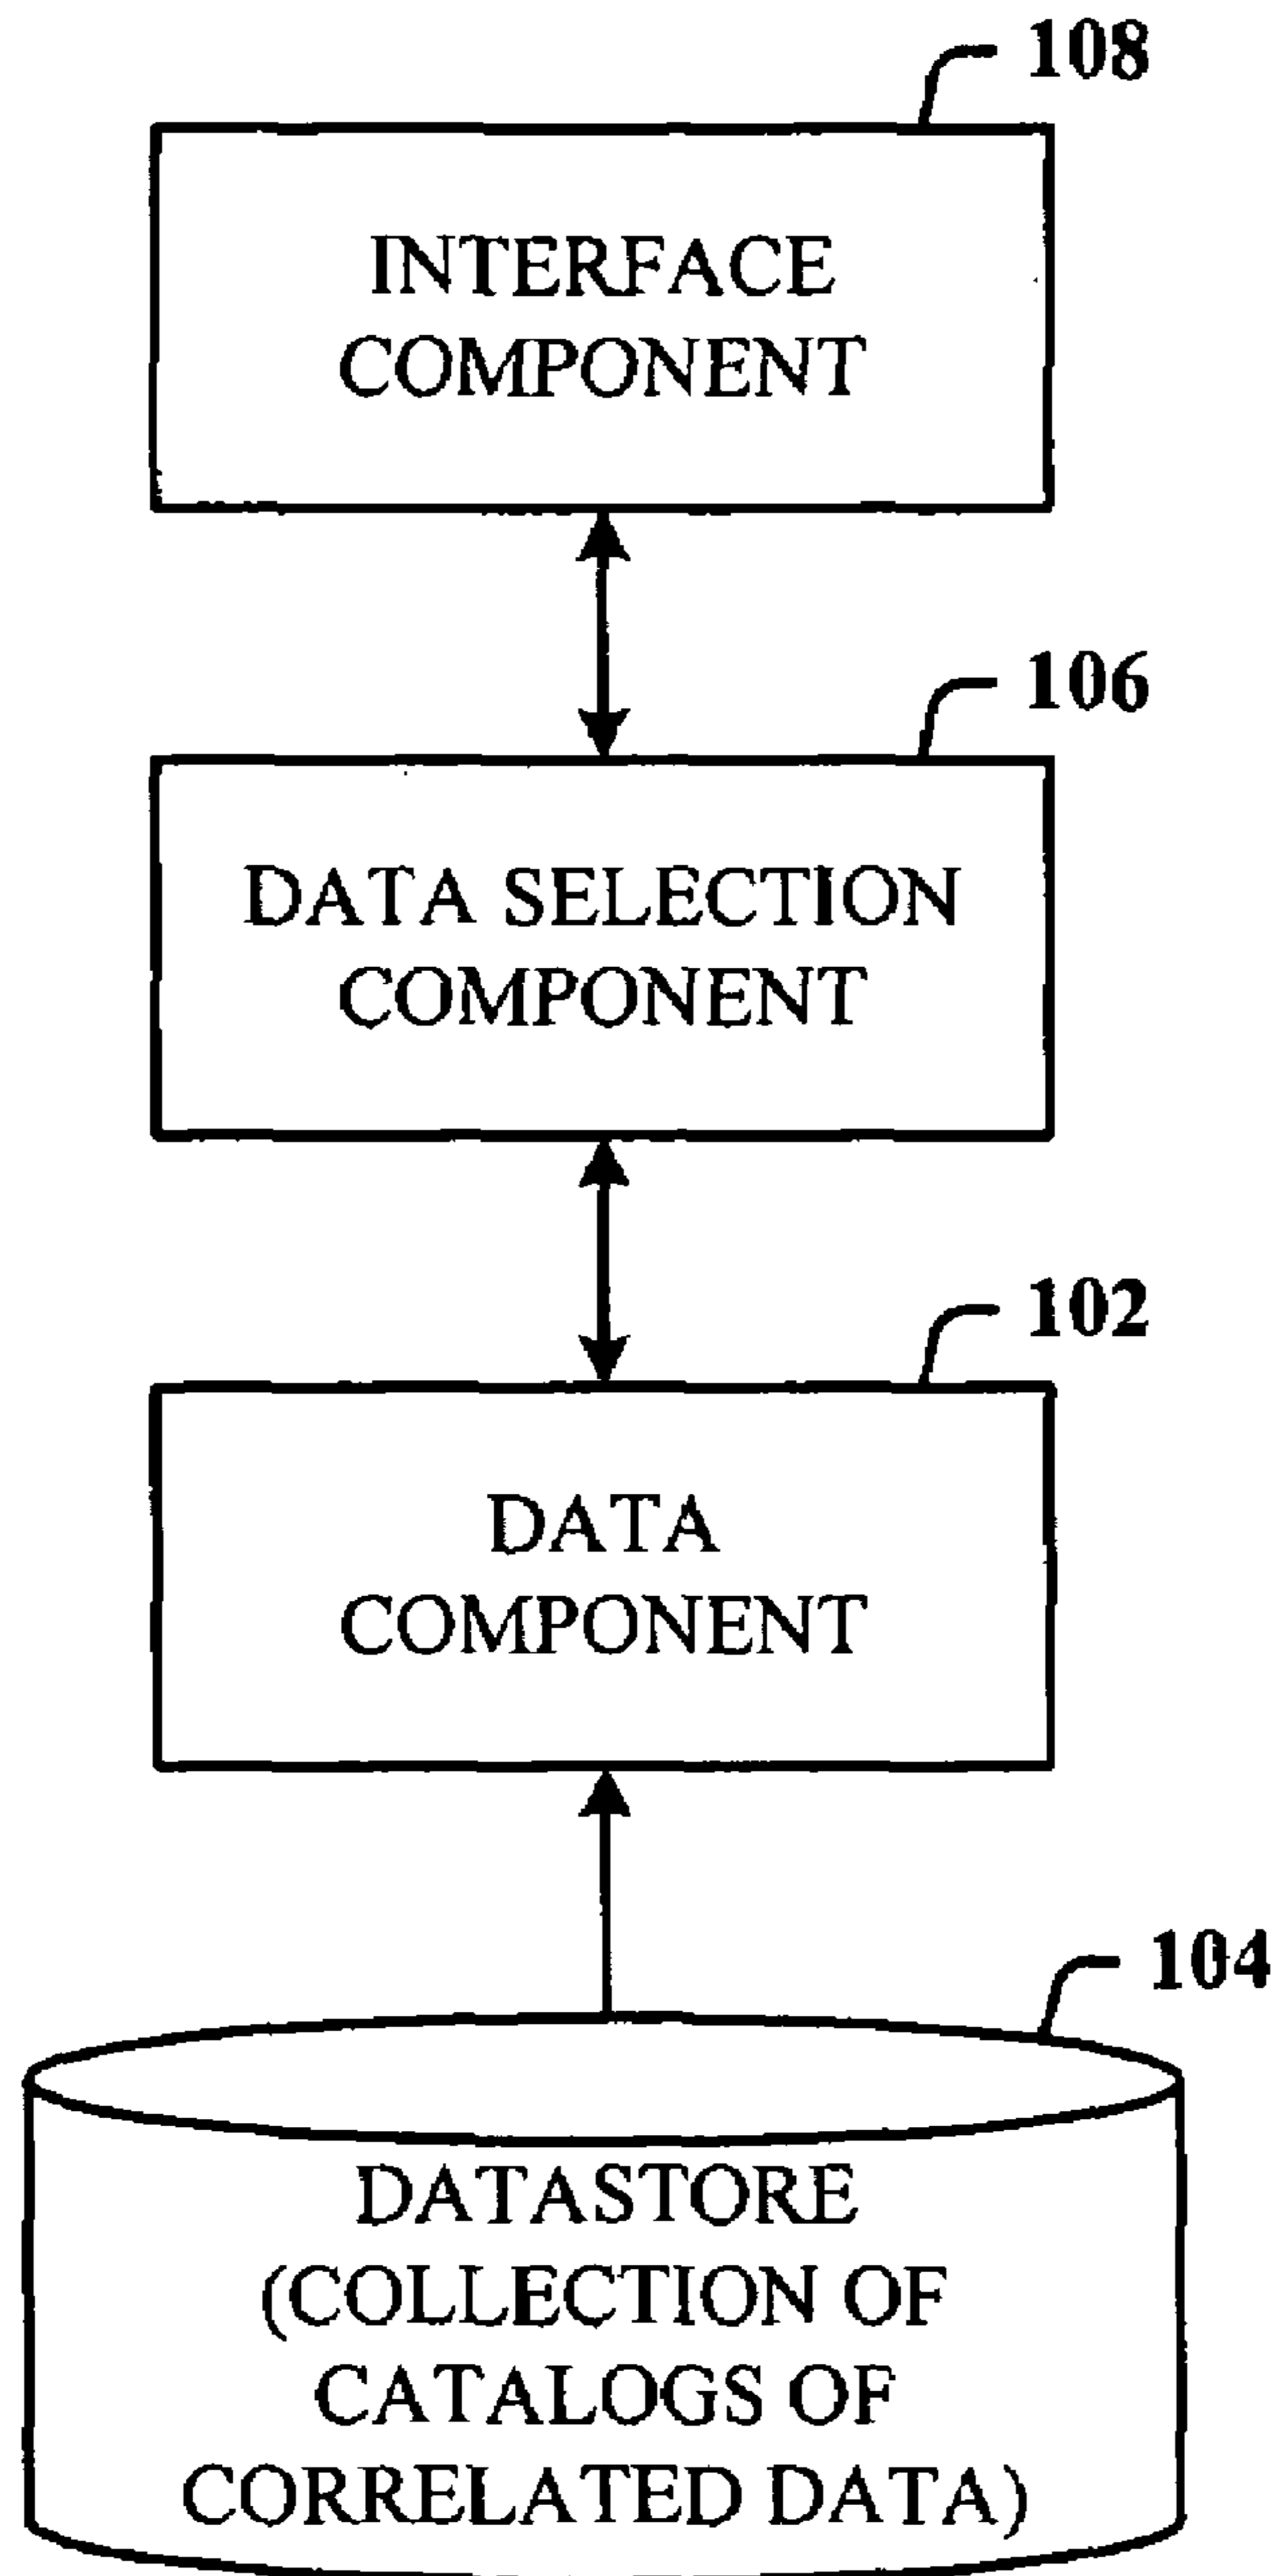 108
INTERFACE
COMPONENT
106
DATA SELECTION
COMPONENT
102
DATA
COMPONENT
104
DATASTORE
(COLLECTION OF
CATALOGS OF
CORRELATED DATA)